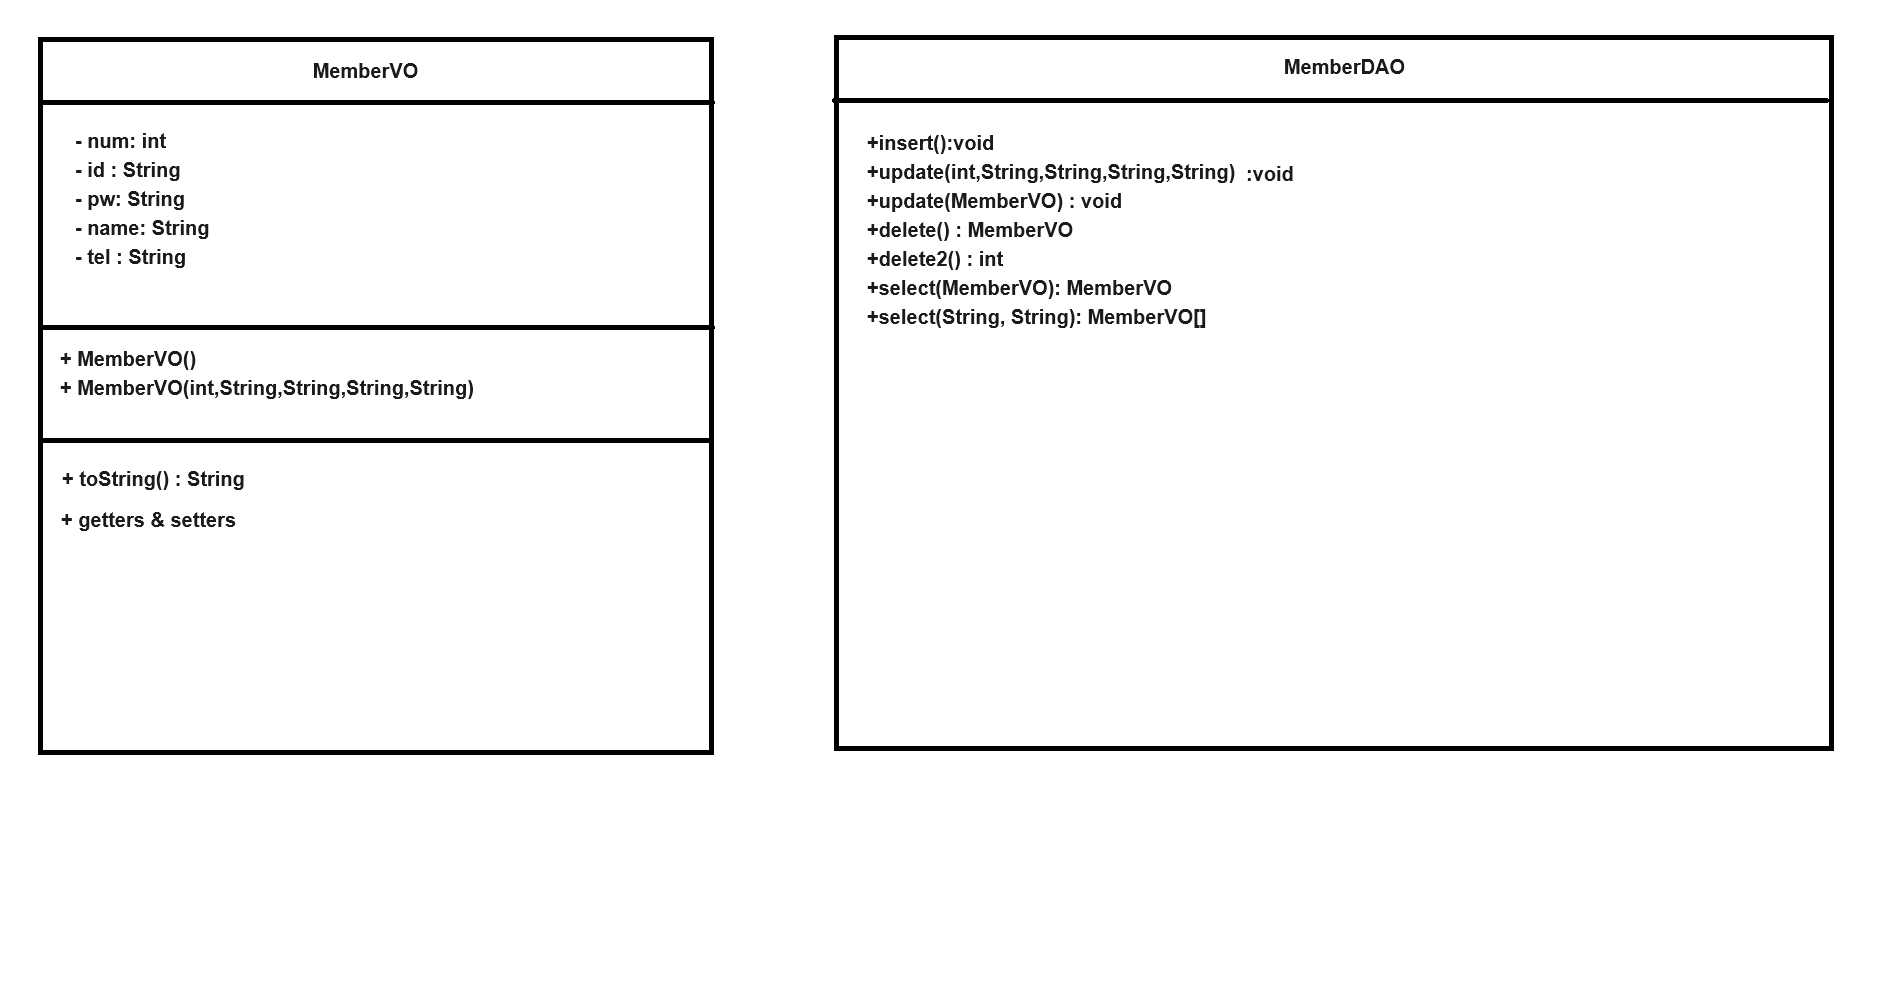 MemberVO
- num: int
- id : String
- pw: String
- name: String
- tel : String
+ MemberVO()
+ MemberVO(int,String,String,String,String)
+ toString() : String
+ getters & setters
MemberDAO
+insert():void
+update(int,String,String,String,String) :void
+update(MemberVO) : void
+delete() : MemberVO
+delete2() : int
+select(MemberVO): MemberVO
+select(String, String): MemberVO[]